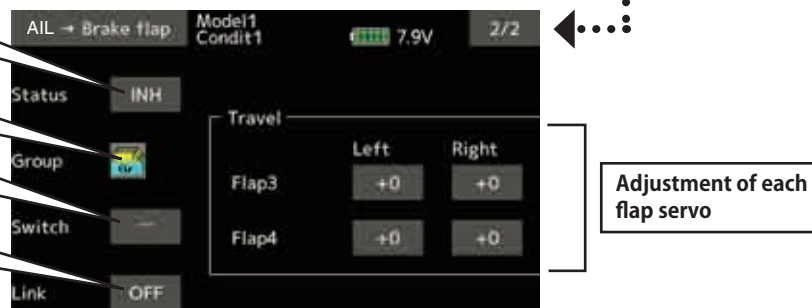 AIL → Brake flap Model1 Condit1 7.9V 2/2
Status INH
Travel
Left Right
Group
Flap3 +0 +0
Switch --
Flap4 +0 +0
Link OFF
Adjustment of each
flap servo